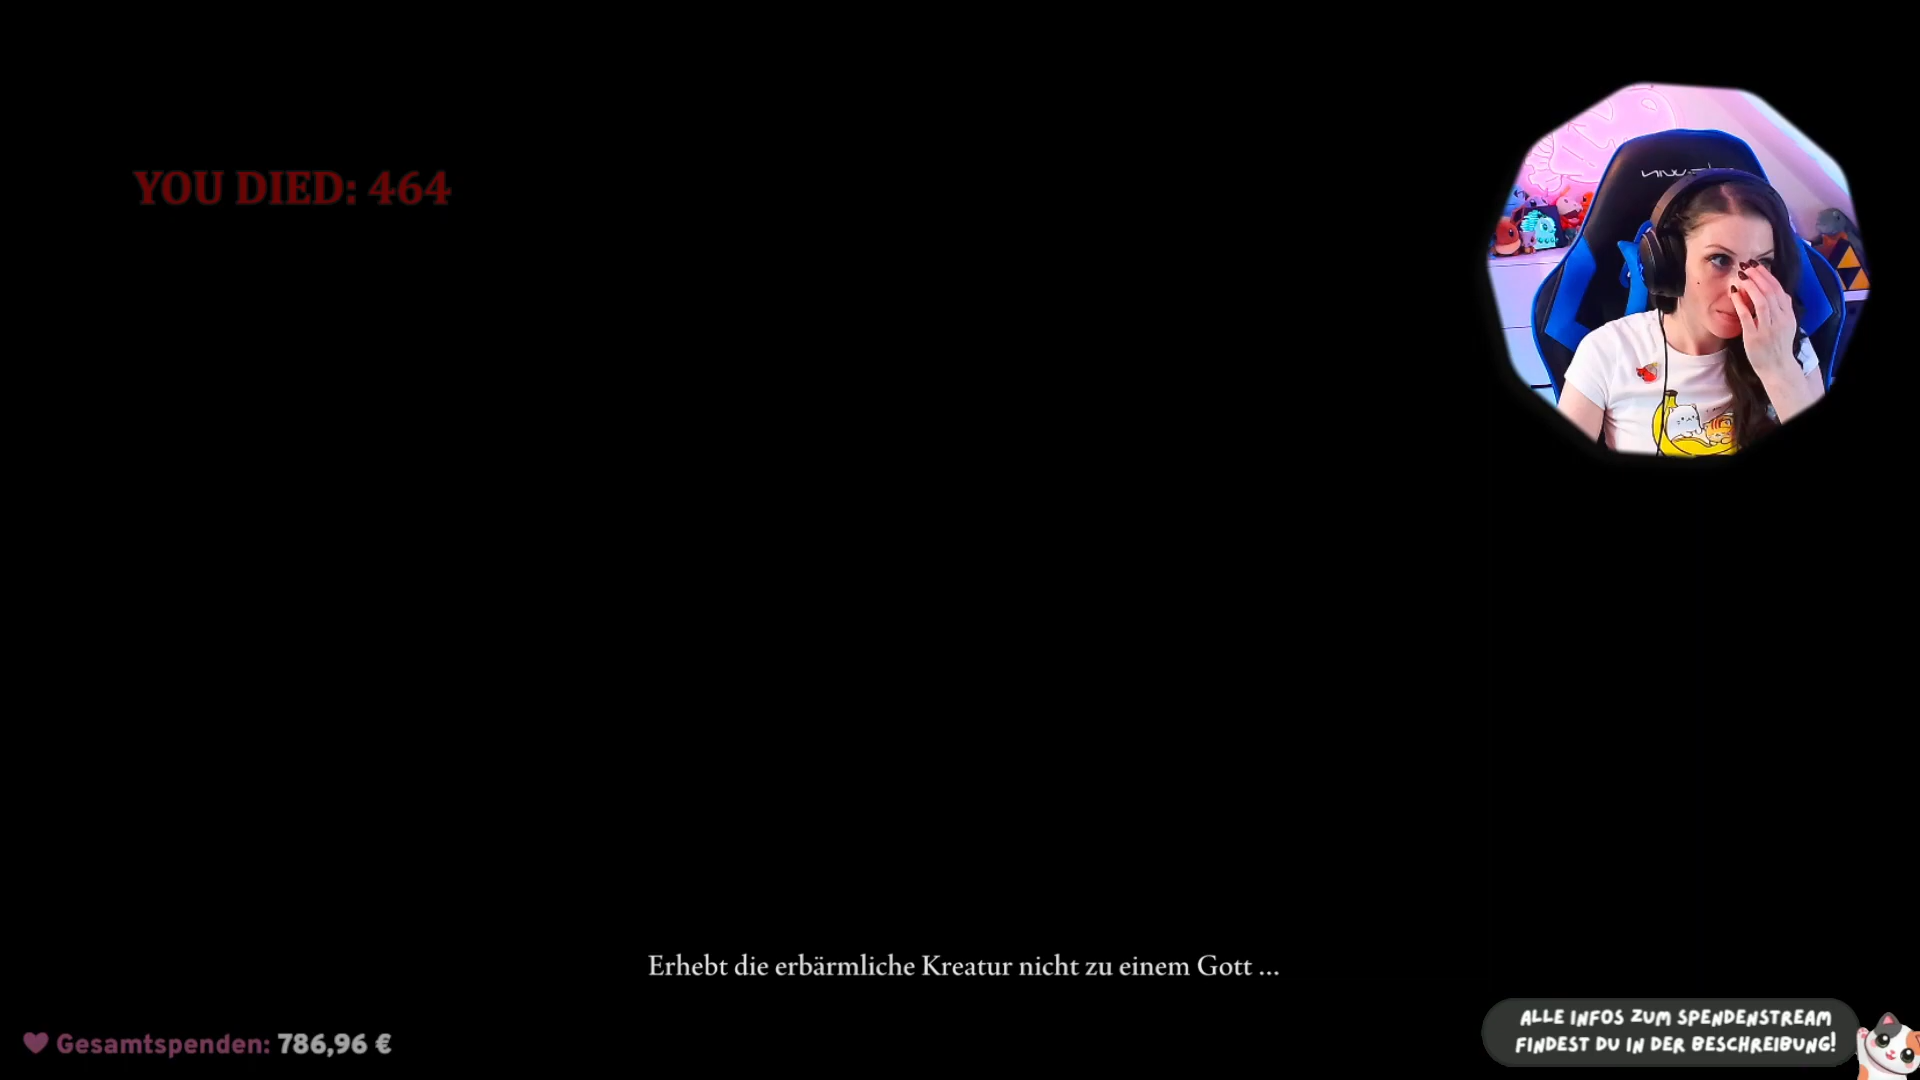 YOU DIED: 464
Erhebt die erbärmliche Kreatur nicht zu einem Gott ...
Gesamtspenden: 786,96 €
ALLE INFOS ZUM SPENDENSTREAM
FINDEST DU IN DER BESCHREIBUNG!